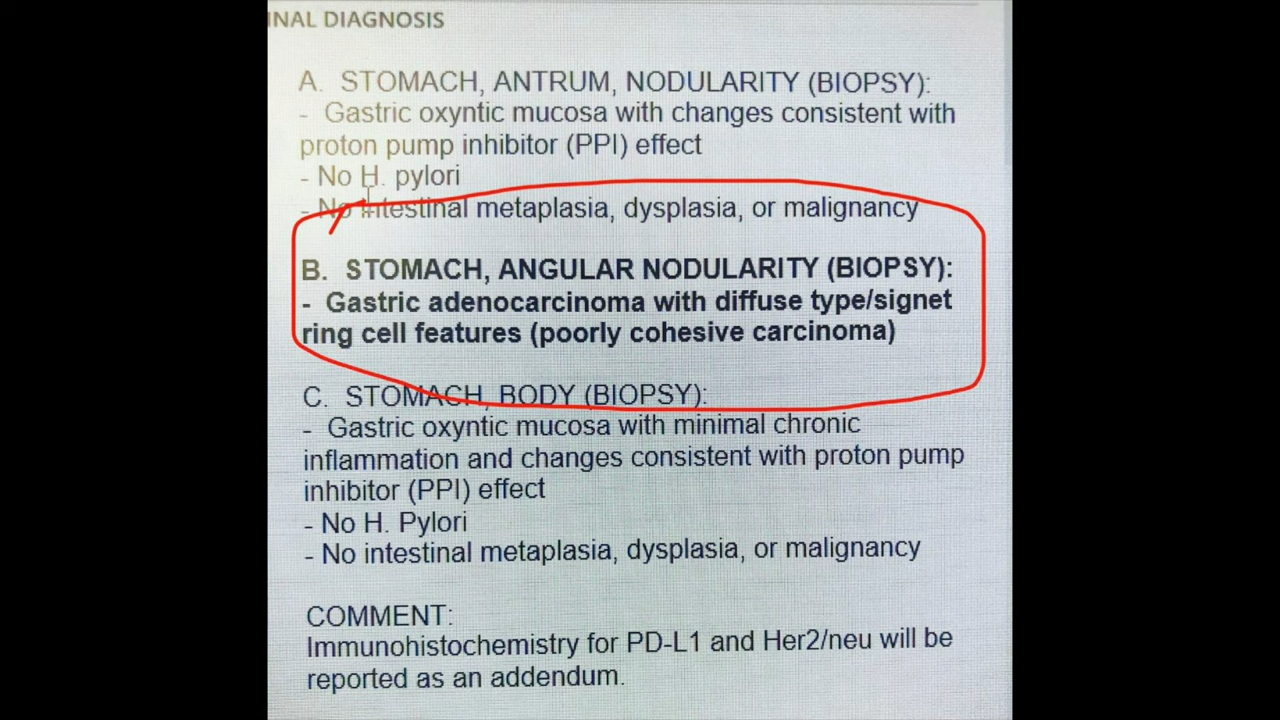 INAL DIAGNOSIS
A. STOMACH, ANTRUM, NODULARITY (BIOPSY):
- Gastric oxyntic mucosa with changes consistent with
proton pump inhibitor (PPI) effect
- No H. pylori
- No intestinal metaplasia, dysplasia, or malignancy
B. STOMACH, ANGULAR NODULARITY (BIOPSY):
- Gastric adenocarcinoma with diffuse type/signet
ring cell features (poorly cohesive carcinoma)
C. STOMACH, BODY (BIOPSY):
- Gastric oxyntic mucosa with minimal chronic
inflammation and changes consistent with proton pump
inhibitor (PPI) effect
- No H. Pylori
- No intestinal metaplasia, dysplasia, or malignancy
COMMENT:
Immunohistochemistry for PD-L1 and Her2/neu will be
reported as an addendum.